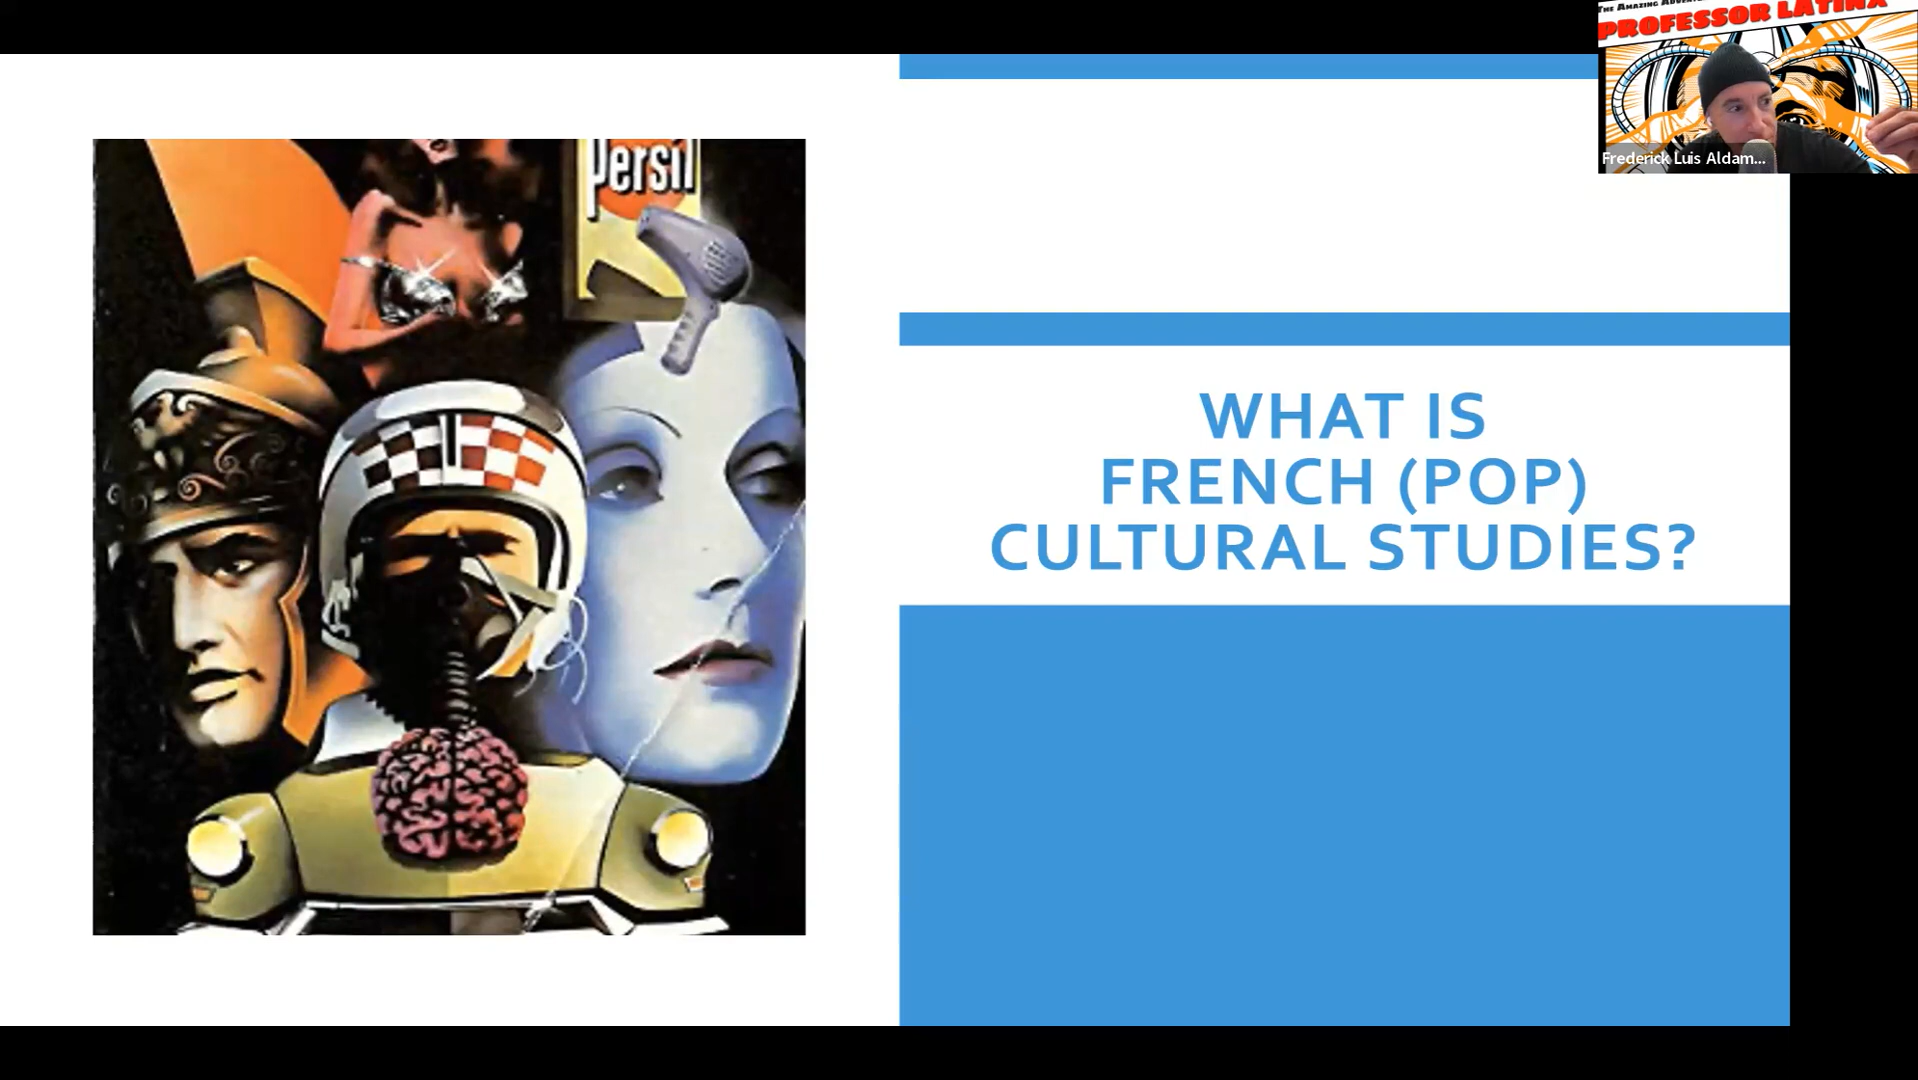 Persil
PROFESSOR LATINX
Frederick Luis Aldam...
WHAT IS
FRENCH (POP)
CULTURAL STUDIES?